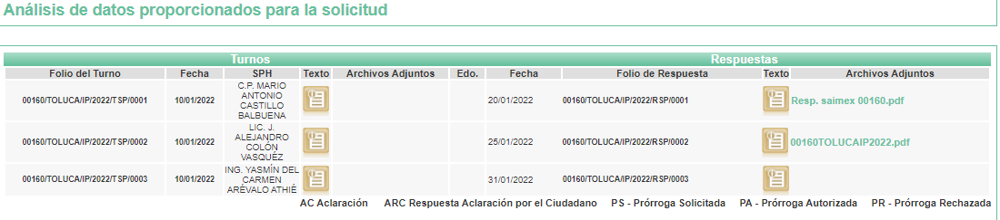 Análisis de datos proporcionados para la solicitud
Turnos Respuestas
Folio del Turno Fecha SPH Texto Archivos Adjuntos Edo. Fecha Folio de Respuesta Texto Archivos Adjuntos
00160/TOLUCA/IP/2022/TSP/0001 10/01/2022 C.P. MARIO
ANTONIO
CASTILLO
BALBUENA 20/01/2022 00160/TOLUCA/IP/2022/RSP/0001 Resp. saimex 00160.pdf
00160/TOLUCA/IP/2022/TSP/0002 10/01/2022 LIC. J.
ALEJANDRO
COLÓN
VASQUÉZ 25/01/2022 00160/TOLUCA/IP/2022/RSP/0002 00160TOLUCAIP2022.pdf
00160/TOLUCA/IP/2022/TSP/0003 10/01/2022 ING. YASMÍN DEL
CARMEN
ARÉVALO ATHIÉ 31/01/2022 00160/TOLUCA/IP/2022/RSP/0003
AC Aclaración ARC Respuesta Aclaración por el Ciudadano PS - Prórroga Solicitada PA - Prórroga Autorizada PR - Prórroga Rechazada